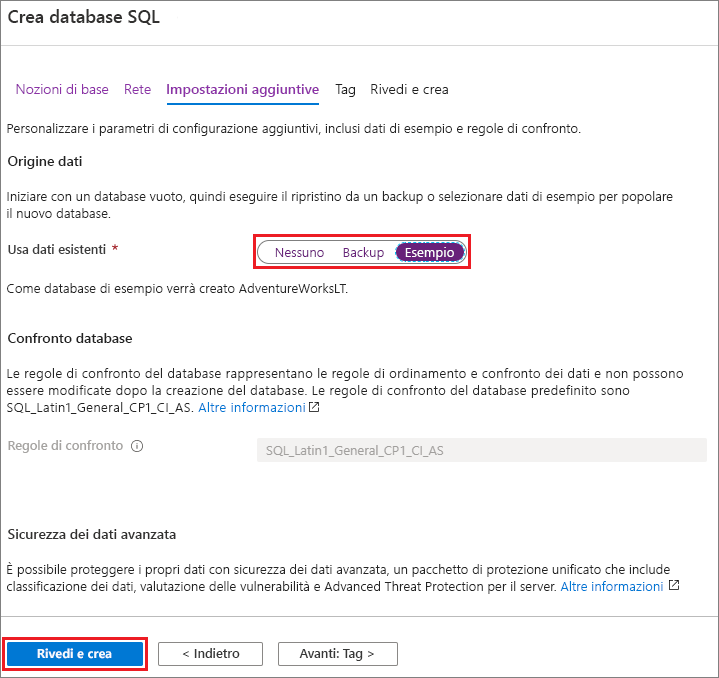 Crea database SQL
Nozioni di base Rete Impostazioni aggiuntive Tag Rivedi e crea
Personalizzare i parametri di configurazione aggiuntivi, inclusi dati di esempio e regole di confronto.
Origine dati
Iniziare con un database vuoto, quindi eseguire il ripristino da un backup o selezionare dati di esempio per popolare
il nuovo database.
Usa dati esistenti * Nessuno Backup Esempio
Come database di esempio verrà creato AdventureWorksLT.
Confronto database
Le regole di confronto del database rappresentano le regole di ordinamento e confronto dei dati e non possono
essere modificate dopo la creazione del database. Le regole di confronto del database predefinito sono
SQL_Latin1_General_CP1_CI_AS. Altre informazioni
Regole di confronto SQL_Latin1_General_CP1_CI_AS
Sicurezza dei dati avanzata
È possibile proteggere i propri dati con sicurezza dei dati avanzata, un pacchetto di protezione unificato che include
classificazione dei dati, valutazione delle vulnerabilità e Advanced Threat Protection per il server. Altre informazioni
Rivedi e crea < Indietro Avanti: Tag >